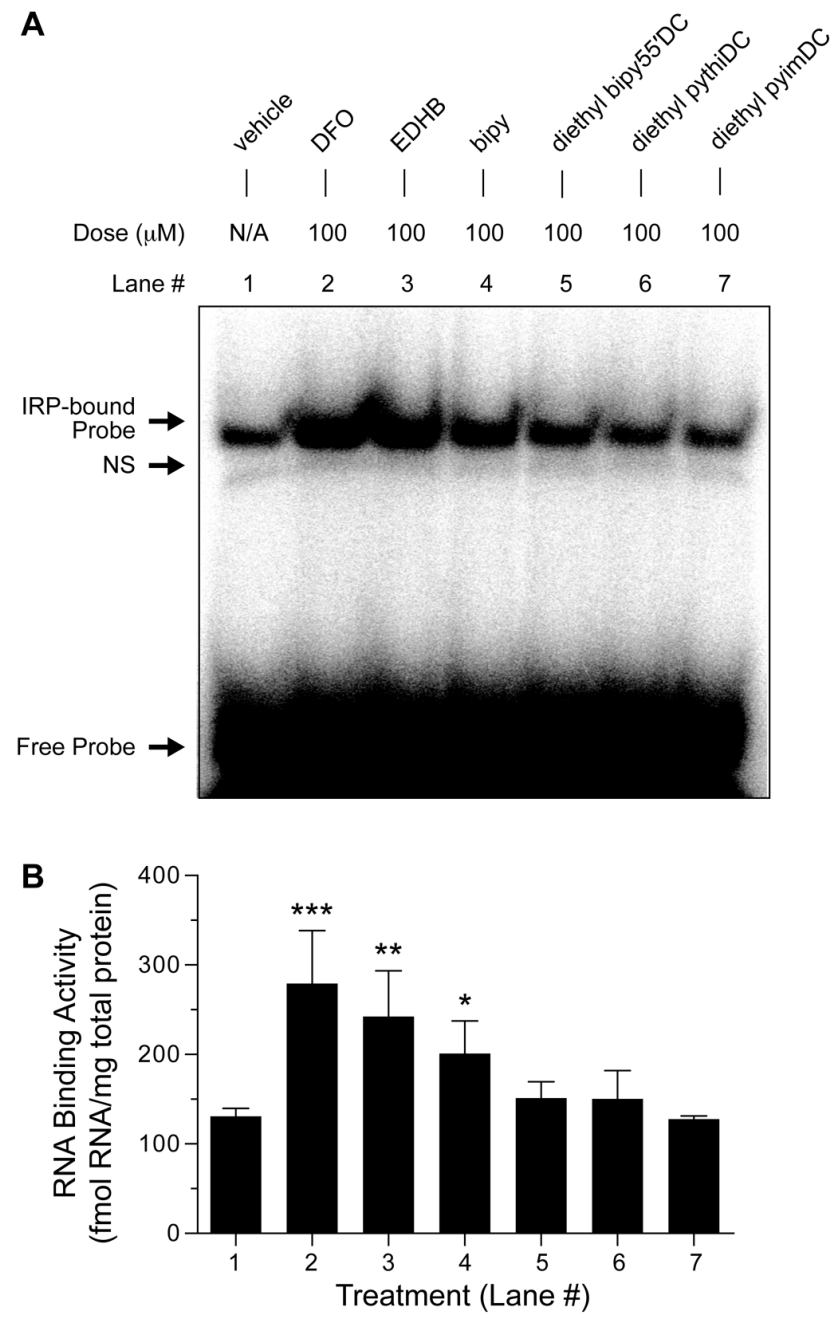 A
vehicle
DFO
EDHB
bipy
diethyl bipy55'DC
diethyl pythiDC
diethyl pyimDC
Dose (μM) N/A 100 100 100 100 100 100
Lane # 1 2 3 4 5 6 7
IRP-bound
Probe
NS
Free Probe
B
RNA Binding Activity
(fmol RNA/mg total protein)
400
300
200
100
0
***
**
*
1 2 3 4 5 6 7
Treatment (Lane #)